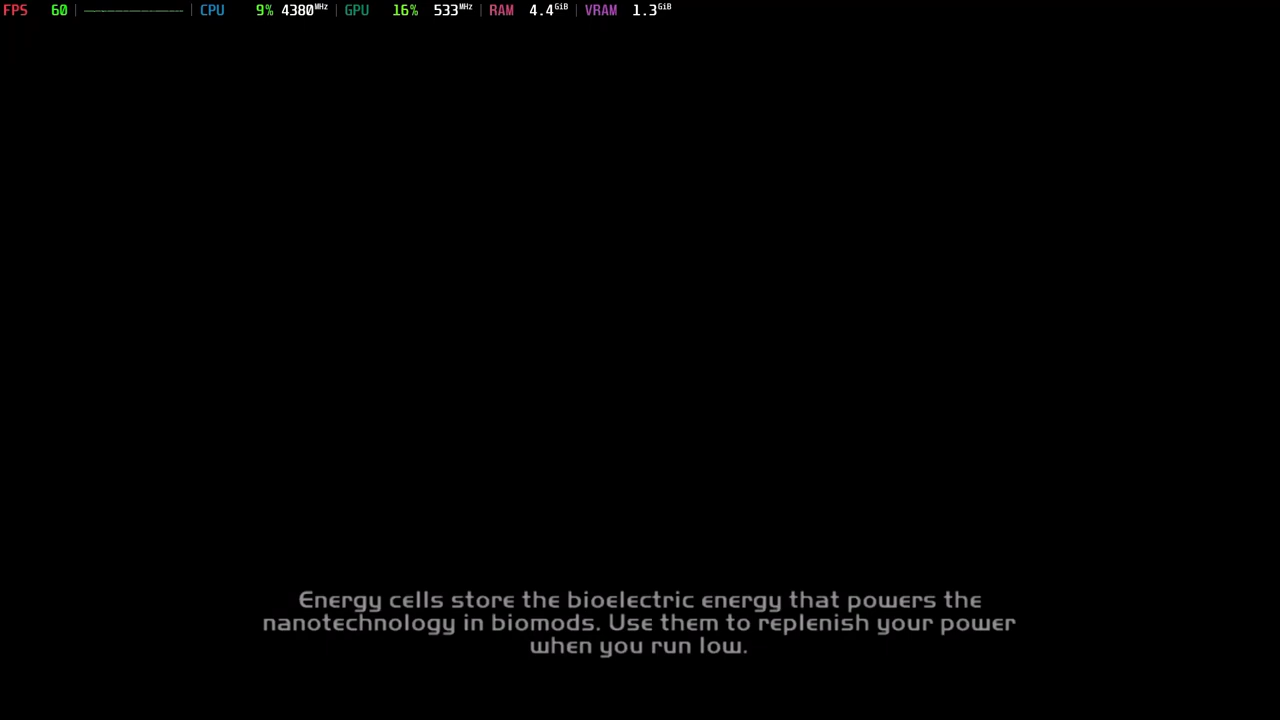 FPS 60 CPU 9% 4380MHz GPU 16% 533MHz RAM 4.4GiB VRAM 1.3GiB
Energy cells store the bioelectric energy that powers the
nanotechnology in biomods. Use them to replenish your power
when you run low.